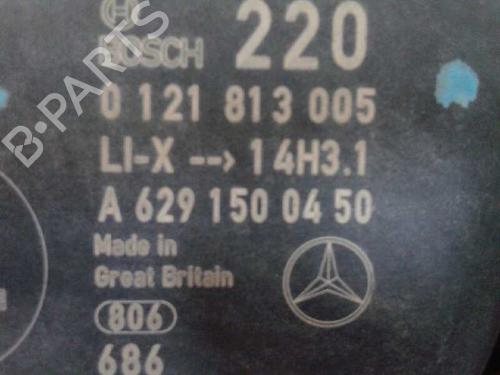 BOSCH 220
0 121 813 005
LI-X --> 14H3.1
A 629 150 04 50
Made in
Great Britain
806
686
B-PARTS